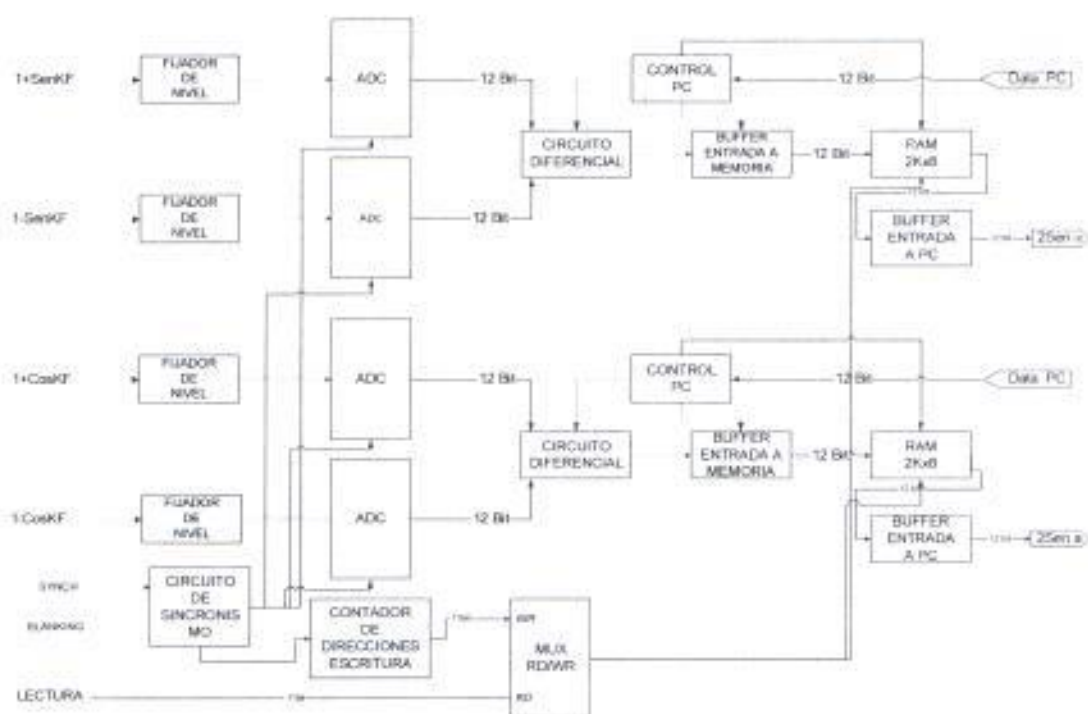 1+SenKF
FIJADOR
DE
NIVEL
ADC
12 Bit
CIRCUITO
DIFERENCIAL
CONTROL
PC
12 Bit
Data PC
BUFFER
ENTRADA A
MEMORIA
12 Bit
RAM
2Kx8
1-SenKF
FIJADOR
DE
NIVEL
ADC
12 Bit
BUFFER
ENTRADA
A PC
2Sen a
1+CosKF
FIJADOR
DE
NIVEL
ADC
12 Bit
CIRCUITO
DIFERENCIAL
CONTROL
PC
12 Bit
Data PC
BUFFER
ENTRADA A
MEMORIA
12 Bit
RAM
2Kx8
1-CosKF
FIJADOR
DE
NIVEL
ADC
12 Bit
BUFFER
ENTRADA
A PC
2Sen a
SYNCH
BLANKING
CIRCUITO
DE
SINCRONIS
MO
CONTADOR
DE
DIRECCIONES
ESCRITURA
MUX
RD/WR
RD
LECTURA